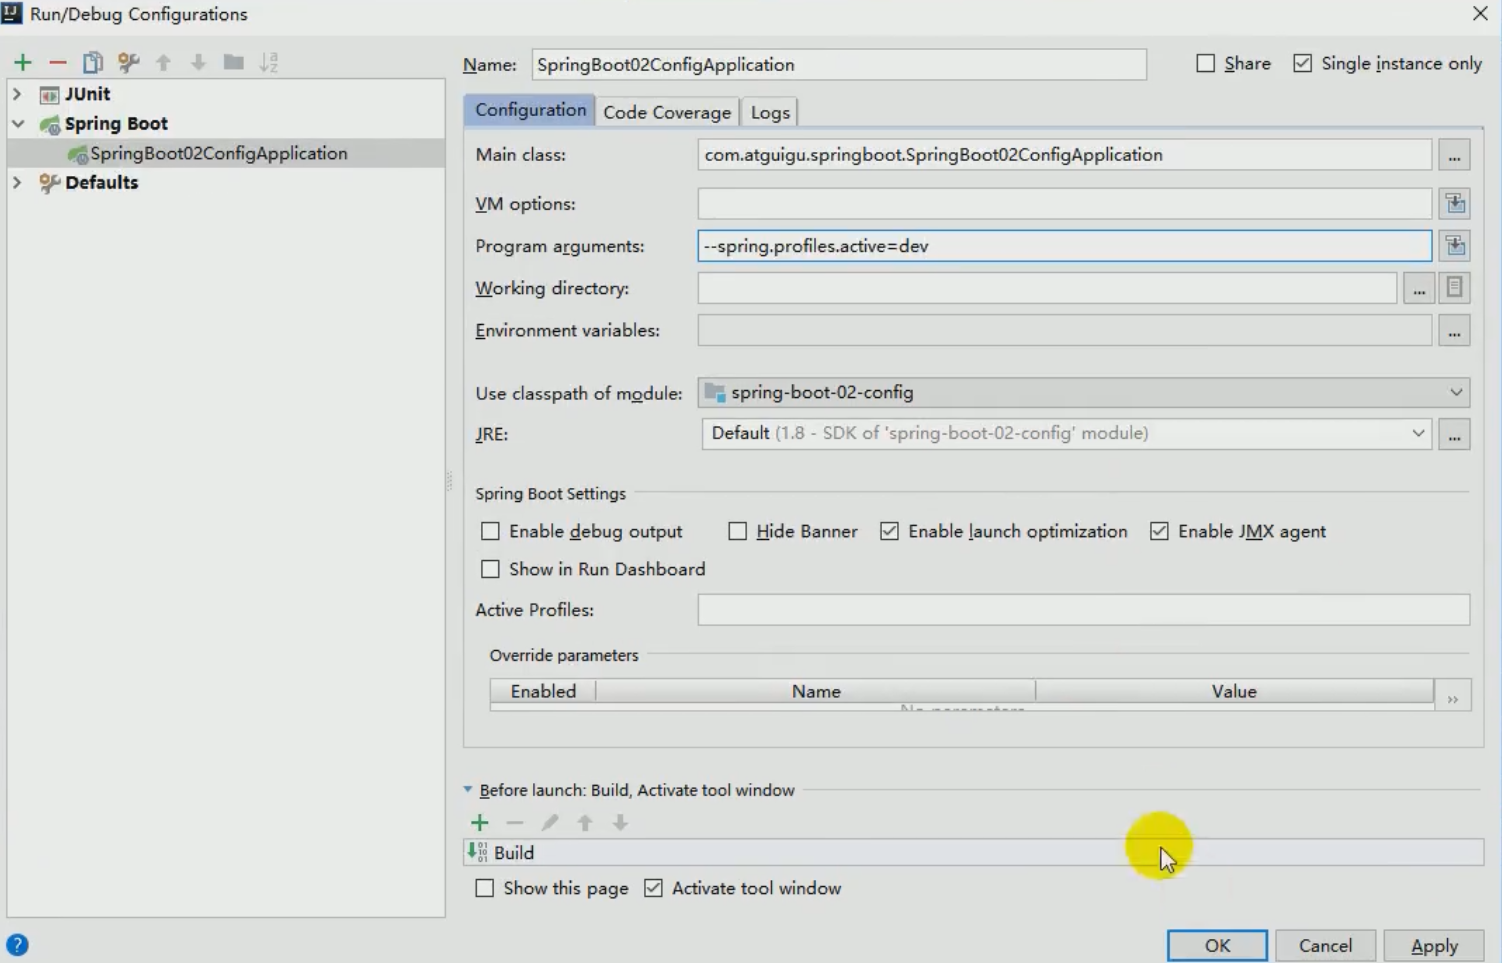 Run/Debug Configurations
JUnit
Spring Boot
SpringBoot02ConfigApplication
Defaults
Name: SpringBoot02ConfigApplication Share Single instance only
Configuration Code Coverage Logs
Main class: com.atguigu.springboot.SpringBoot02ConfigApplication ...
VM options:
Program arguments: --spring.profiles.active=dev
Working directory: ...
Environment variables: ...
Use classpath of module: spring-boot-02-config
JRE: Default (1.8 - SDK of 'spring-boot-02-config' module) ...
Spring Boot Settings
Enable debug output Hide Banner Enable launch optimization Enable JMX agent
Show in Run Dashboard
Active Profiles:
Override parameters
Enabled Name Value
No parameters
Before launch: Build, Activate tool window
Build
Show this page Activate tool window
OK Cancel Apply